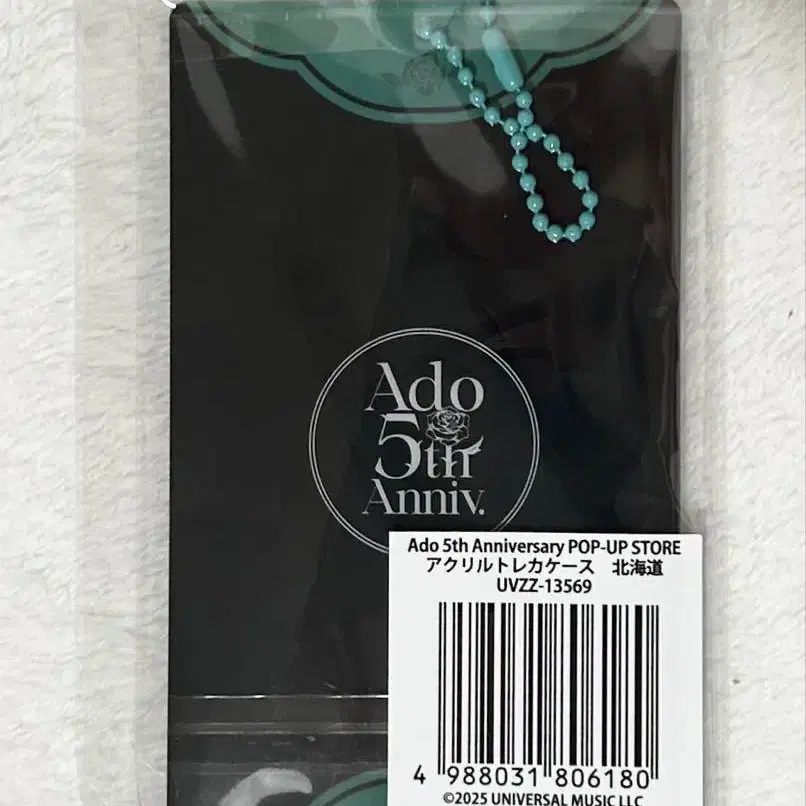 Ado
5th
Anniv.
Ado 5th Anniversary POP-UP STORE
アクリルトレカケース　北海道
UVZZ-13569
4 988031 806180
©2025 UNIVERSAL MUSIC LLC